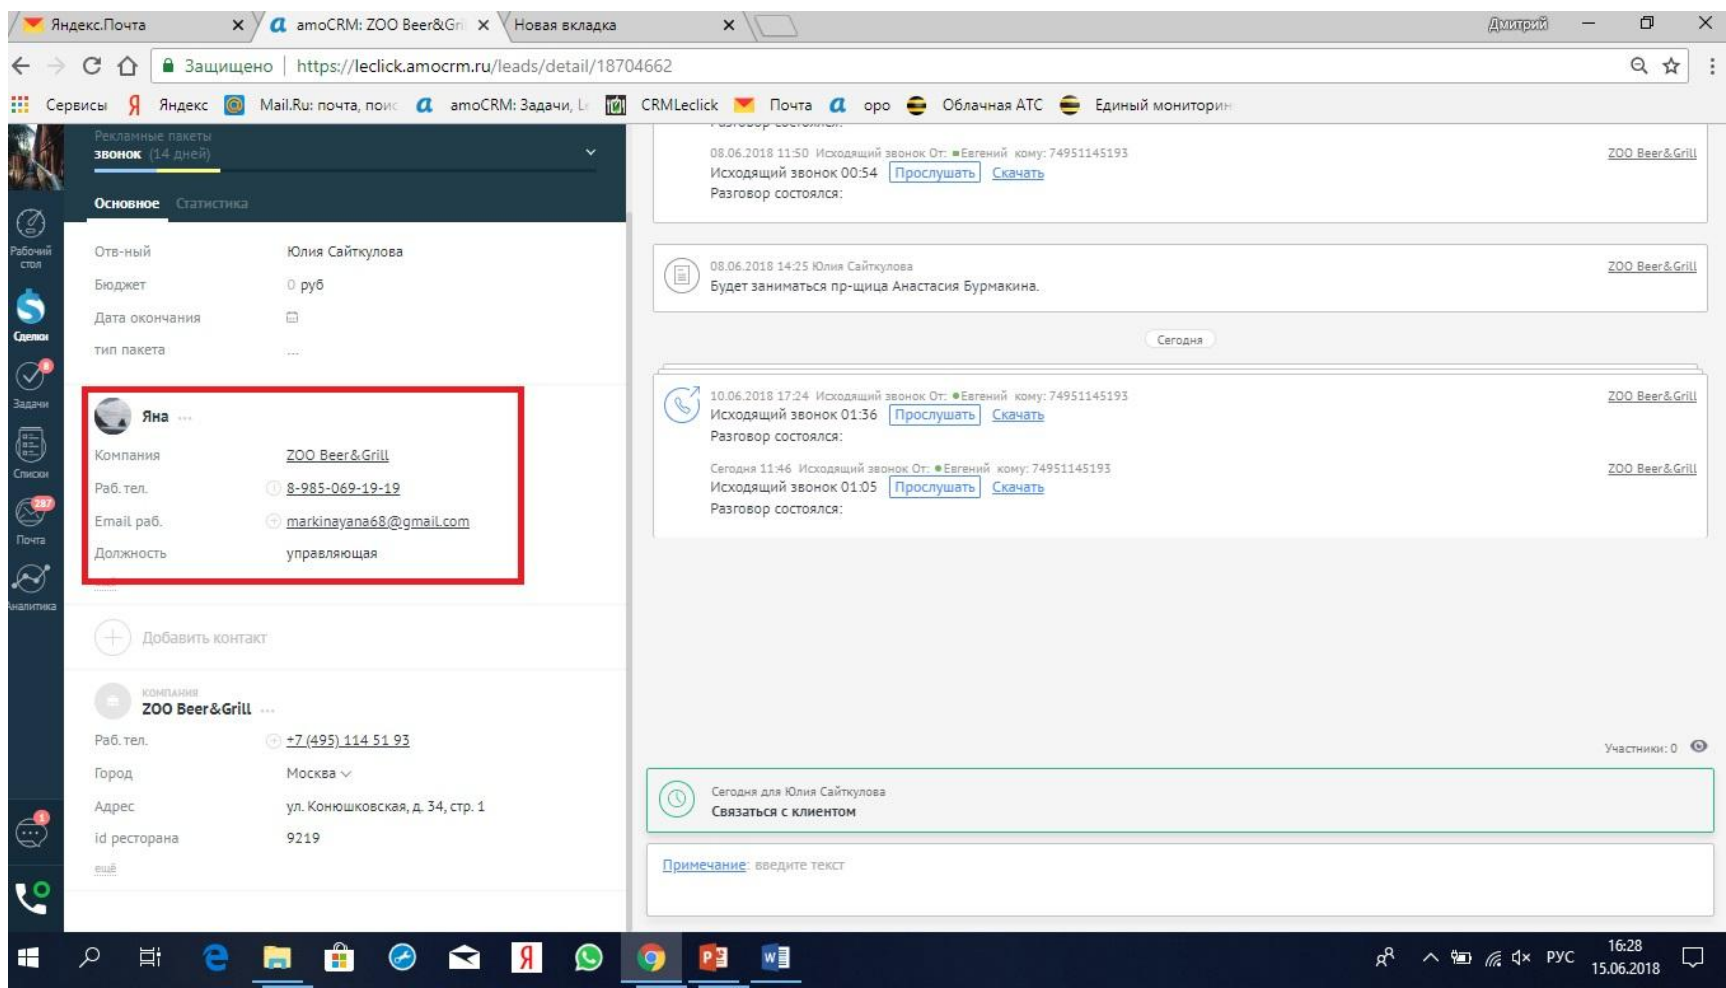 Яндекс.Почта
amoCRM: ZOO Beer&Gri
Новая вкладка
Дмитрий
Защищено https://leclick.amocrm.ru/leads/detail/18704662
Сервисы Яндекс Mail.Ru: почта, поис amoCRM: Задачи, Le CRMLeclick Почта оро Облачная АТС Единый мониторин
Рекламные пакеты
звонок (14 дней)
Основное Статистика
Рабочий
стол
Сделки
8
Задачи
Списки
287
Почта
Аналитика
1
Отв-ный Юлия Сайткулова
Бюджет 0 руб
Дата окончания
тип пакета ...
Яна ...
Компания ZOO Beer&Grill
Раб. тел. 8-985-069-19-19
Email раб. markinayana68@gmail.com
Должность управляющая
Добавить контакт
КОМПАНИЯ
ZOO Beer&Grill ...
Раб. тел. +7 (495) 114 51 93
Город Москва
Адрес ул. Конюшковская, д. 34, стр. 1
id ресторана 9219
ещё
Разговор состоялся:
08.06.2018 11:50 Исходящий звонок От: Евгений кому: 74951145193 ZOO Beer&Grill
Исходящий звонок 00:54 Прослушать Скачать
Разговор состоялся:
08.06.2018 14:25 Юлия Сайткулова ZOO Beer&Grill
Будет заниматься пр-щица Анастасия Бурмакина.
Сегодня
10.06.2018 17:24 Исходящий звонок От: Евгений кому: 74951145193 ZOO Beer&Grill
Исходящий звонок 01:36 Прослушать Скачать
Разговор состоялся:
Сегодня 11:46 Исходящий звонок От: Евгений кому: 74951145193 ZOO Beer&Grill
Исходящий звонок 01:05 Прослушать Скачать
Разговор состоялся:
Участники: 0
Сегодня для Юлия Сайткулова
Связаться с клиентом
Примечание: введите текст
РУС
16:28
15.06.2018